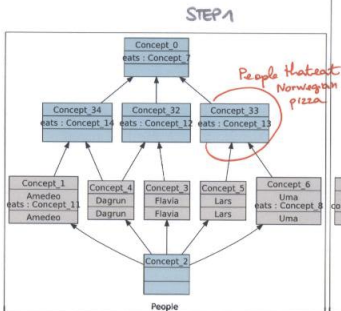 STEP 1
Concept_0
eats : Concept_7
People that eat
Norwegian
pizza
Concept_34
eats : Concept_14
Concept_32
eats : Concept_12
Concept_33
eats : Concept_13
Concept_1
Amedeo
eats : Concept_11
Amedeo
Concept_4
Dagrun
Dagrun
Concept_3
Flavia
Flavia
Concept_5
Lars
Lars
Concept_6
Uma
eats : Concept_8
Uma
Concept_2
People